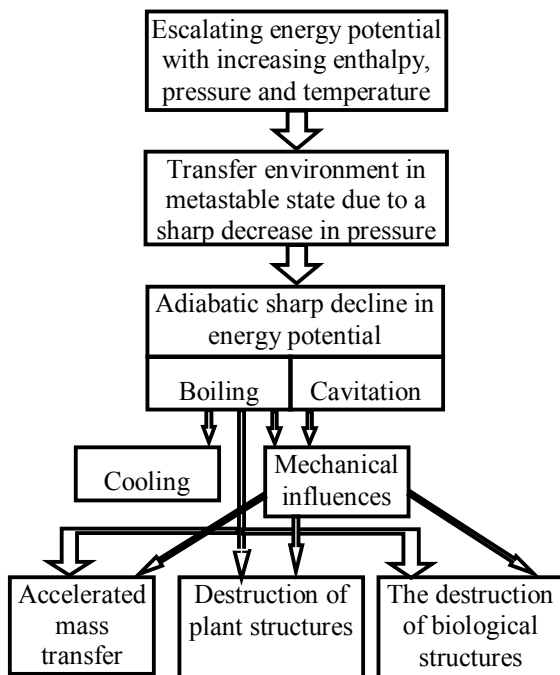 Escalating energy potential
with increasing enthalpy,
pressure and temperature
Transfer environment in
metastable state due to a
sharp decrease in pressure
Adiabatic sharp decline in
energy potential
Boiling
Cavitation
Cooling
Mechanical
influences
Accelerated
mass
transfer
Destruction of
plant structures
The destruction
of biological
structures